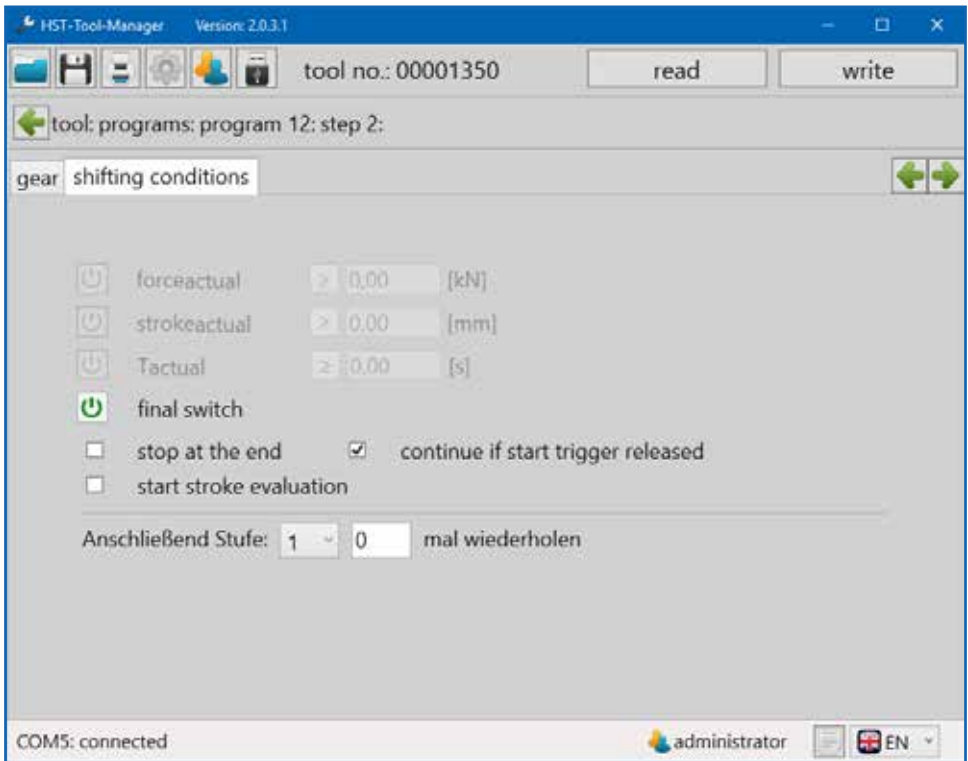 HST-Tool-Manager Version: 2.0.3.1
tool no.: 00001350 read write
tool: programs: program 12: step 2:
gear shifting conditions
forceactual ≥ 0,00 [kN]
strokeactual ≥ 0,00 [mm]
Tactual ≥ 0,00 [s]
final switch
stop at the end continue if start trigger released
start stroke evaluation
Anschließend Stufe: 1 0 mal wiederholen
COM5: connected administrator EN